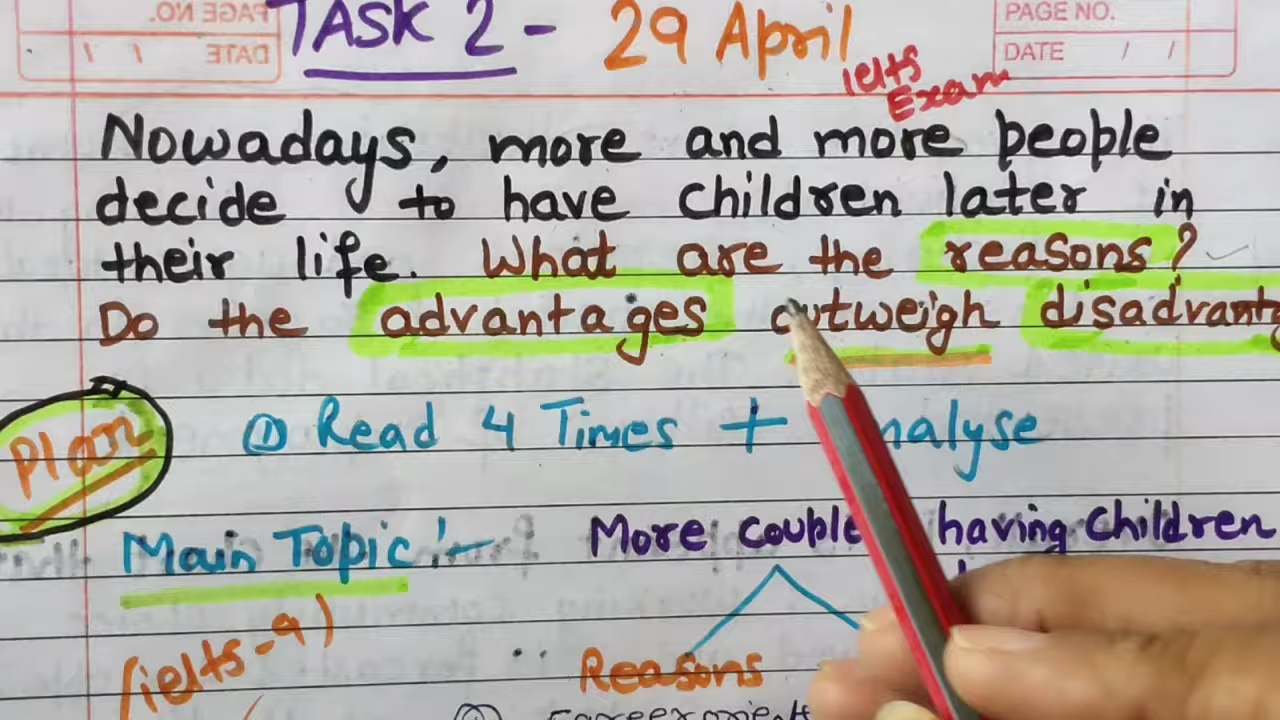 PAGE NO.
DATE / /
PAGE NO.
DATE / /
TASK 2 - 29 April
ielts
Exam
Nowadays, more and more people
decide to have children later in
their life. What are the reasons?
Do the advantages outweigh disadvantag
Plan
① Read 4 Times + Analyse
Main Topic :- More couple having children
(ielts-9)
Reasons